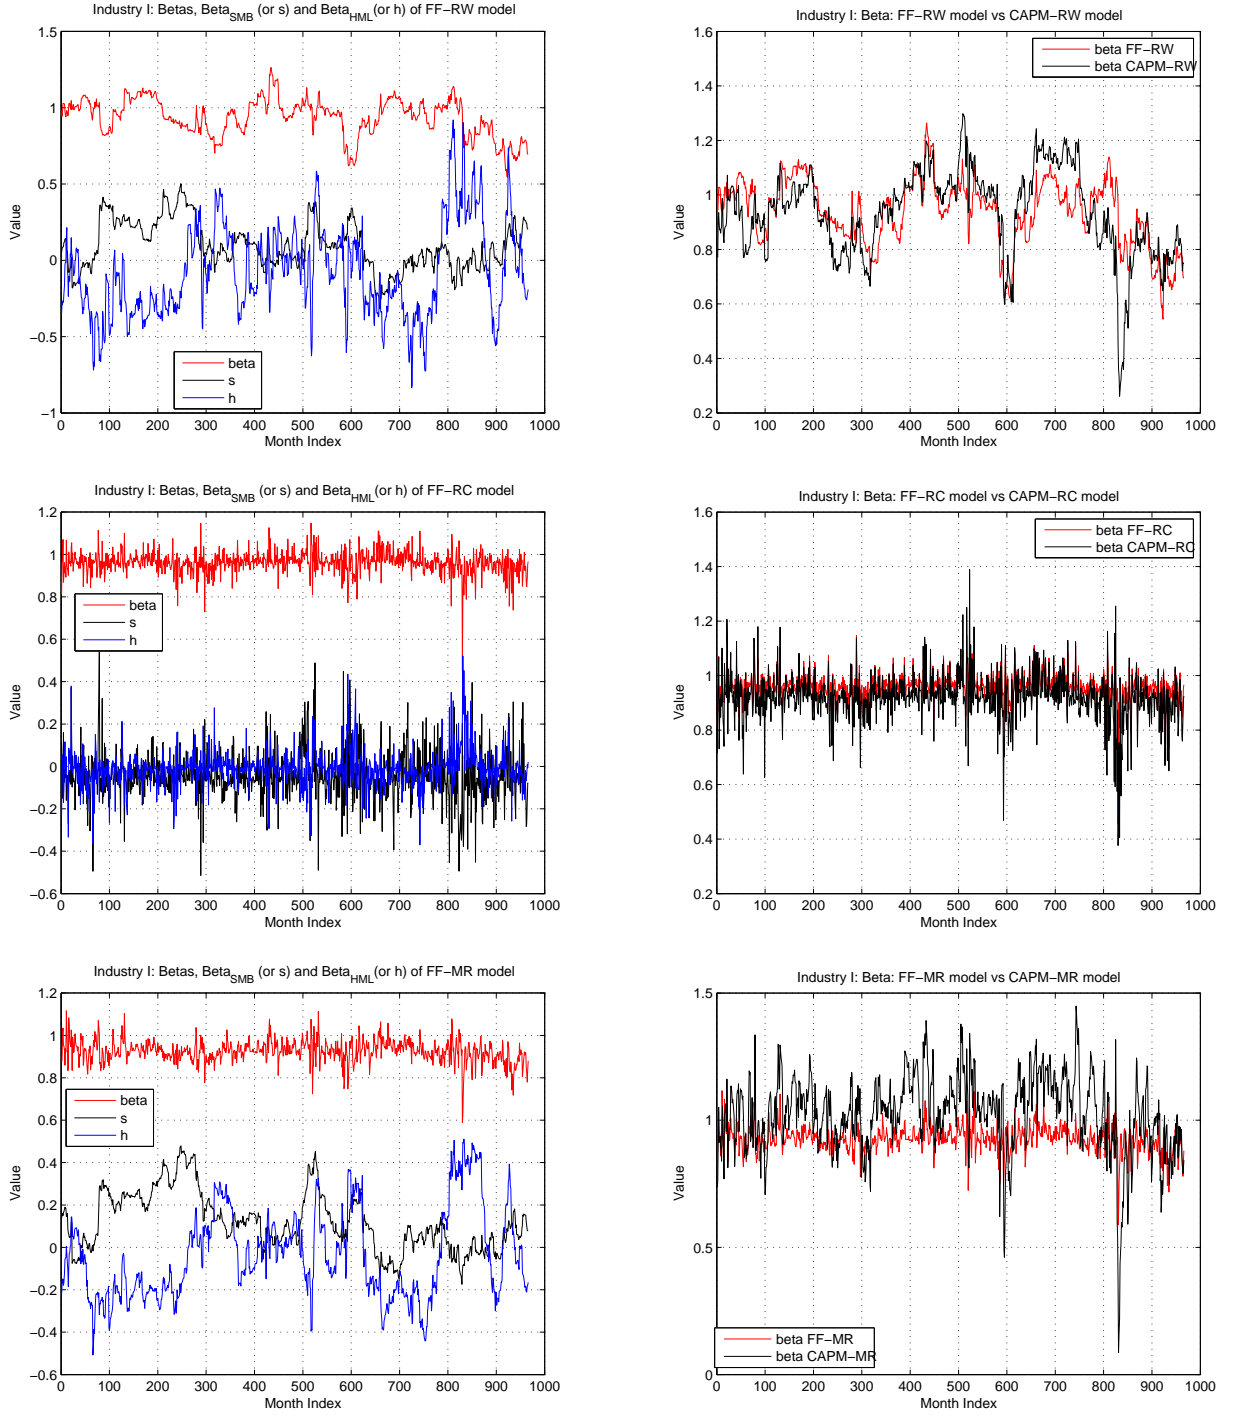 Industry I: Betas, Beta_SMB (or s) and Beta_HML(or h) of FF−RW model
1.5
1
0.5
0
−0.5
−1
Value
beta
s
h
0 100 200 300 400 500 600 700 800 900 1000
Month Index
Industry I: Beta: FF−RW model vs CAPM−RW model
1.6
1.4
1.2
1
0.8
0.6
0.4
0.2
Value
beta FF−RW
beta CAPM−RW
0 100 200 300 400 500 600 700 800 900 1000
Month Index
Industry I: Betas, Beta_SMB (or s) and Beta_HML(or h) of FF−RC model
1.2
1
0.8
0.6
0.4
0.2
0
−0.2
−0.4
−0.6
Value
beta
s
h
0 100 200 300 400 500 600 700 800 900 1000
Month Index
Industry I: Beta: FF−RC model vs CAPM−RC model
1.6
1.4
1.2
1
0.8
0.6
0.4
0.2
Value
beta FF−RC
beta CAPM−RC
0 100 200 300 400 500 600 700 800 900 1000
Month Index
Industry I: Betas, Beta_SMB (or s) and Beta_HML(or h) of FF−MR model
1.2
1
0.8
0.6
0.4
0.2
0
−0.2
−0.4
−0.6
Value
beta
s
h
0 100 200 300 400 500 600 700 800 900 1000
Month Index
Industry I: Beta: FF−MR model vs CAPM−MR model
1.5
1
0.5
0
Value
beta FF−MR
beta CAPM−MR
0 100 200 300 400 500 600 700 800 900 1000
Month Index